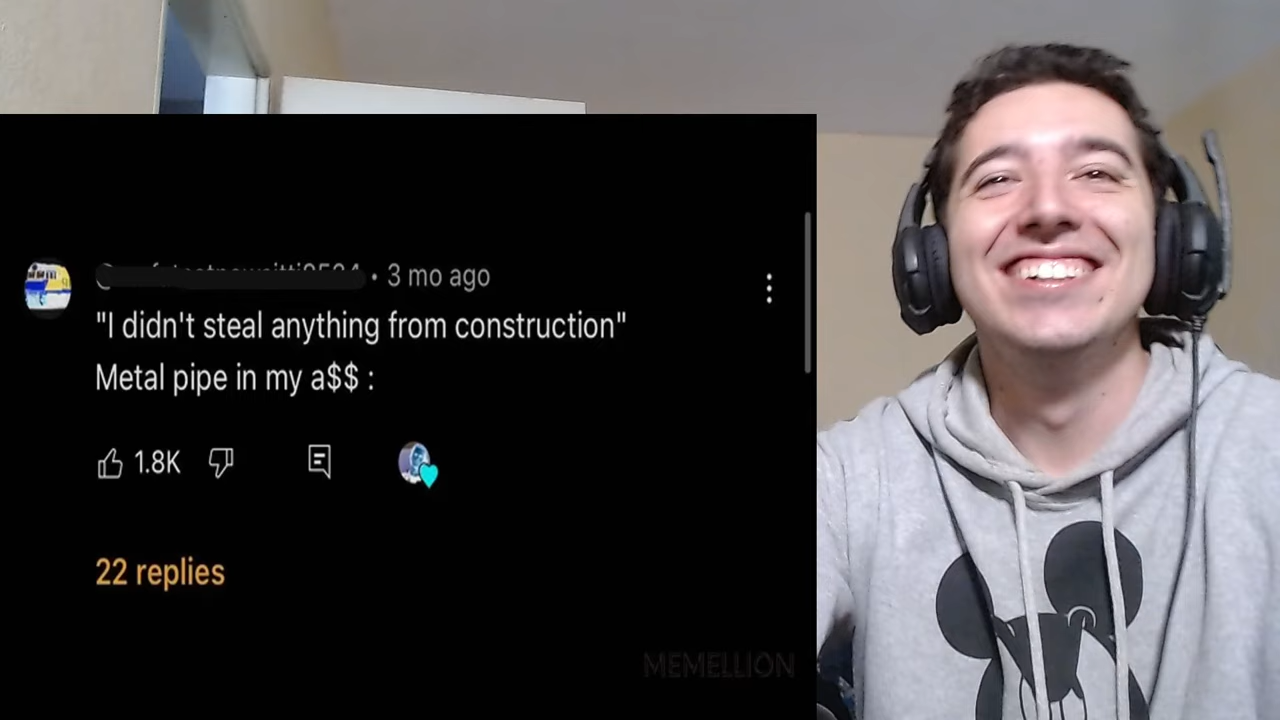 • 3 mo ago
"I didn't steal anything from construction"
Metal pipe in my a$$ :
1.8K
22 replies
MEMELLION